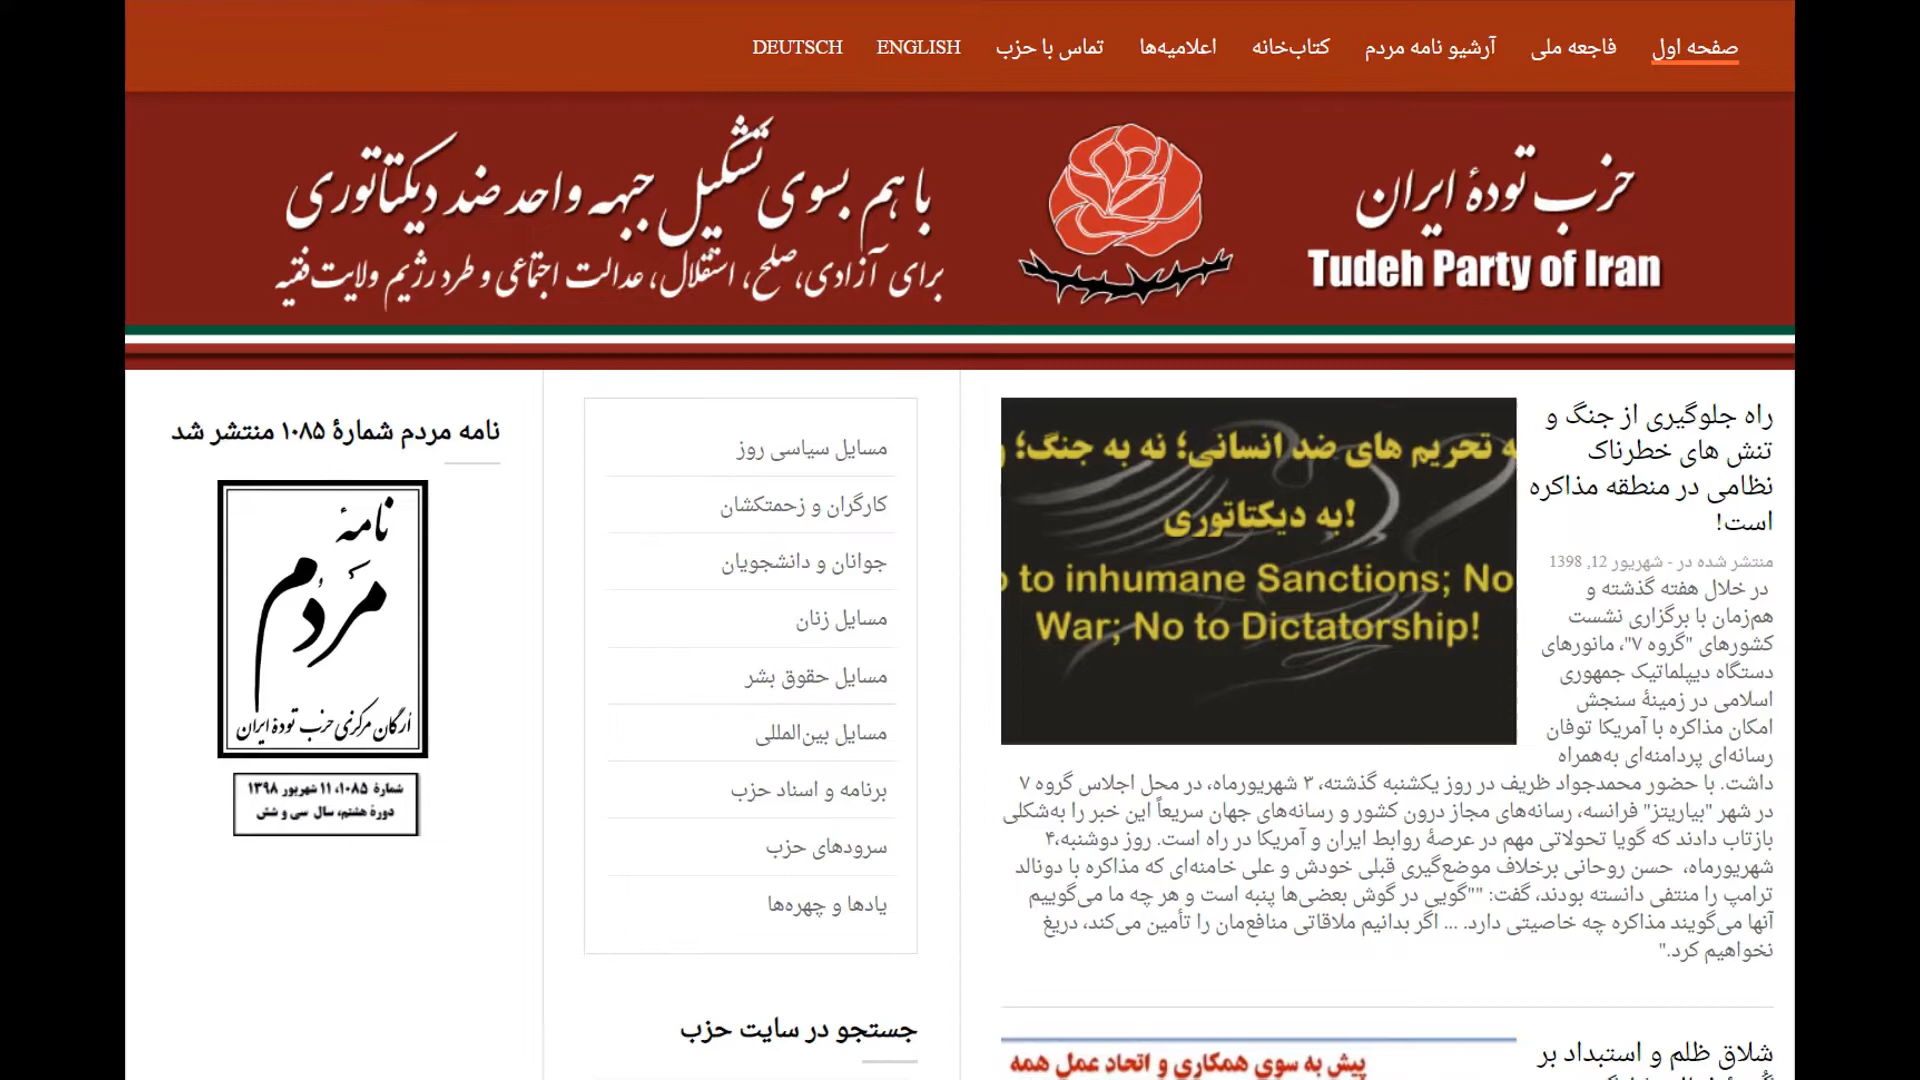 صفحه اول
فاجعه ملی
آرشیو نامه مردم
کتاب‌خانه
اعلامیه‌ها
تماس با حزب
ENGLISH
DEUTSCH
حزب تودهٔ ایران
Tudeh Party of Iran
با هم بسوی تشکیل جبهه واحد ضد دیکتاتوری
برای آزادی، صلح، استقلال، عدالت اجتماعی و طرد رژیم ولایت‌فقیه
راه جلوگیری از جنگ و
تنش های خطرناک
نظامی در منطقه مذاکره
است!
منتشر شده در - شهریور 12, 1398
در خلال هفته گذشته و
هم‌زمان با برگزاری نشست
کشورهای "گروه ۷"، مانورهای
دستگاه دیپلماتیک جمهوری
اسلامی در زمینهٔ سنجش
امکان مذاکره با آمریکا توفان
رسانه‌ای پردامنه‌ای به‌همراه
داشت. با حضور محمدجواد ظریف در روز یکشنبه گذشته، ۳ شهریورماه، در محل اجلاس گروه ۷
در شهر "بیاریتز" فرانسه، رسانه‌های مجاز درون کشور و رسانه‌های جهان سریعاً این خبر را به‌شکلی
بازتاب دادند که گویا تحولاتی مهم در عرصهٔ روابط ایران و آمریکا در راه است. روز دوشنبه،۴
شهریورماه، حسن روحانی برخلاف موضع‌گیری قبلی خودش و علی خامنه‌ای که مذاکره با دونالد
ترامپ را منتفی دانسته بودند، گفت: ""گویی در گوش بعضی‌ها پنبه است و هر چه ما می‌گوییم
آنها می‌گویند مذاکره چه خاصیتی دارد. ... اگر بدانیم ملاقاتی منافع‌مان را تأمین می‌کند، دریغ
نخواهیم کرد."
ه تحریم های ضد انسانی؛ نه به جنگ؛
به دیکتاتوری!
to inhumane Sanctions; No
War; No to Dictatorship!
شلاق ظلم و استبداد بر
پیش به سوی همکاری و اتحاد عمل همه
مسایل سیاسی روز
کارگران و زحمتکشان
جوانان و دانشجویان
مسایل زنان
مسایل حقوق بشر
مسایل بین‌المللی
برنامه و اسناد حزب
سرودهای حزب
یادها و چهره‌ها
جستجو در سایت حزب
نامه مردم شمارهٔ ۱۰۸۵ منتشر شد
نامهٔ
مردُم
ارگان مرکزی حزب تودهٔ ایران
شمارهٔ ۱۰۸۵، ۱۱ شهریور ۱۳۹۸
دورهٔ هشتم، سال سی و شش